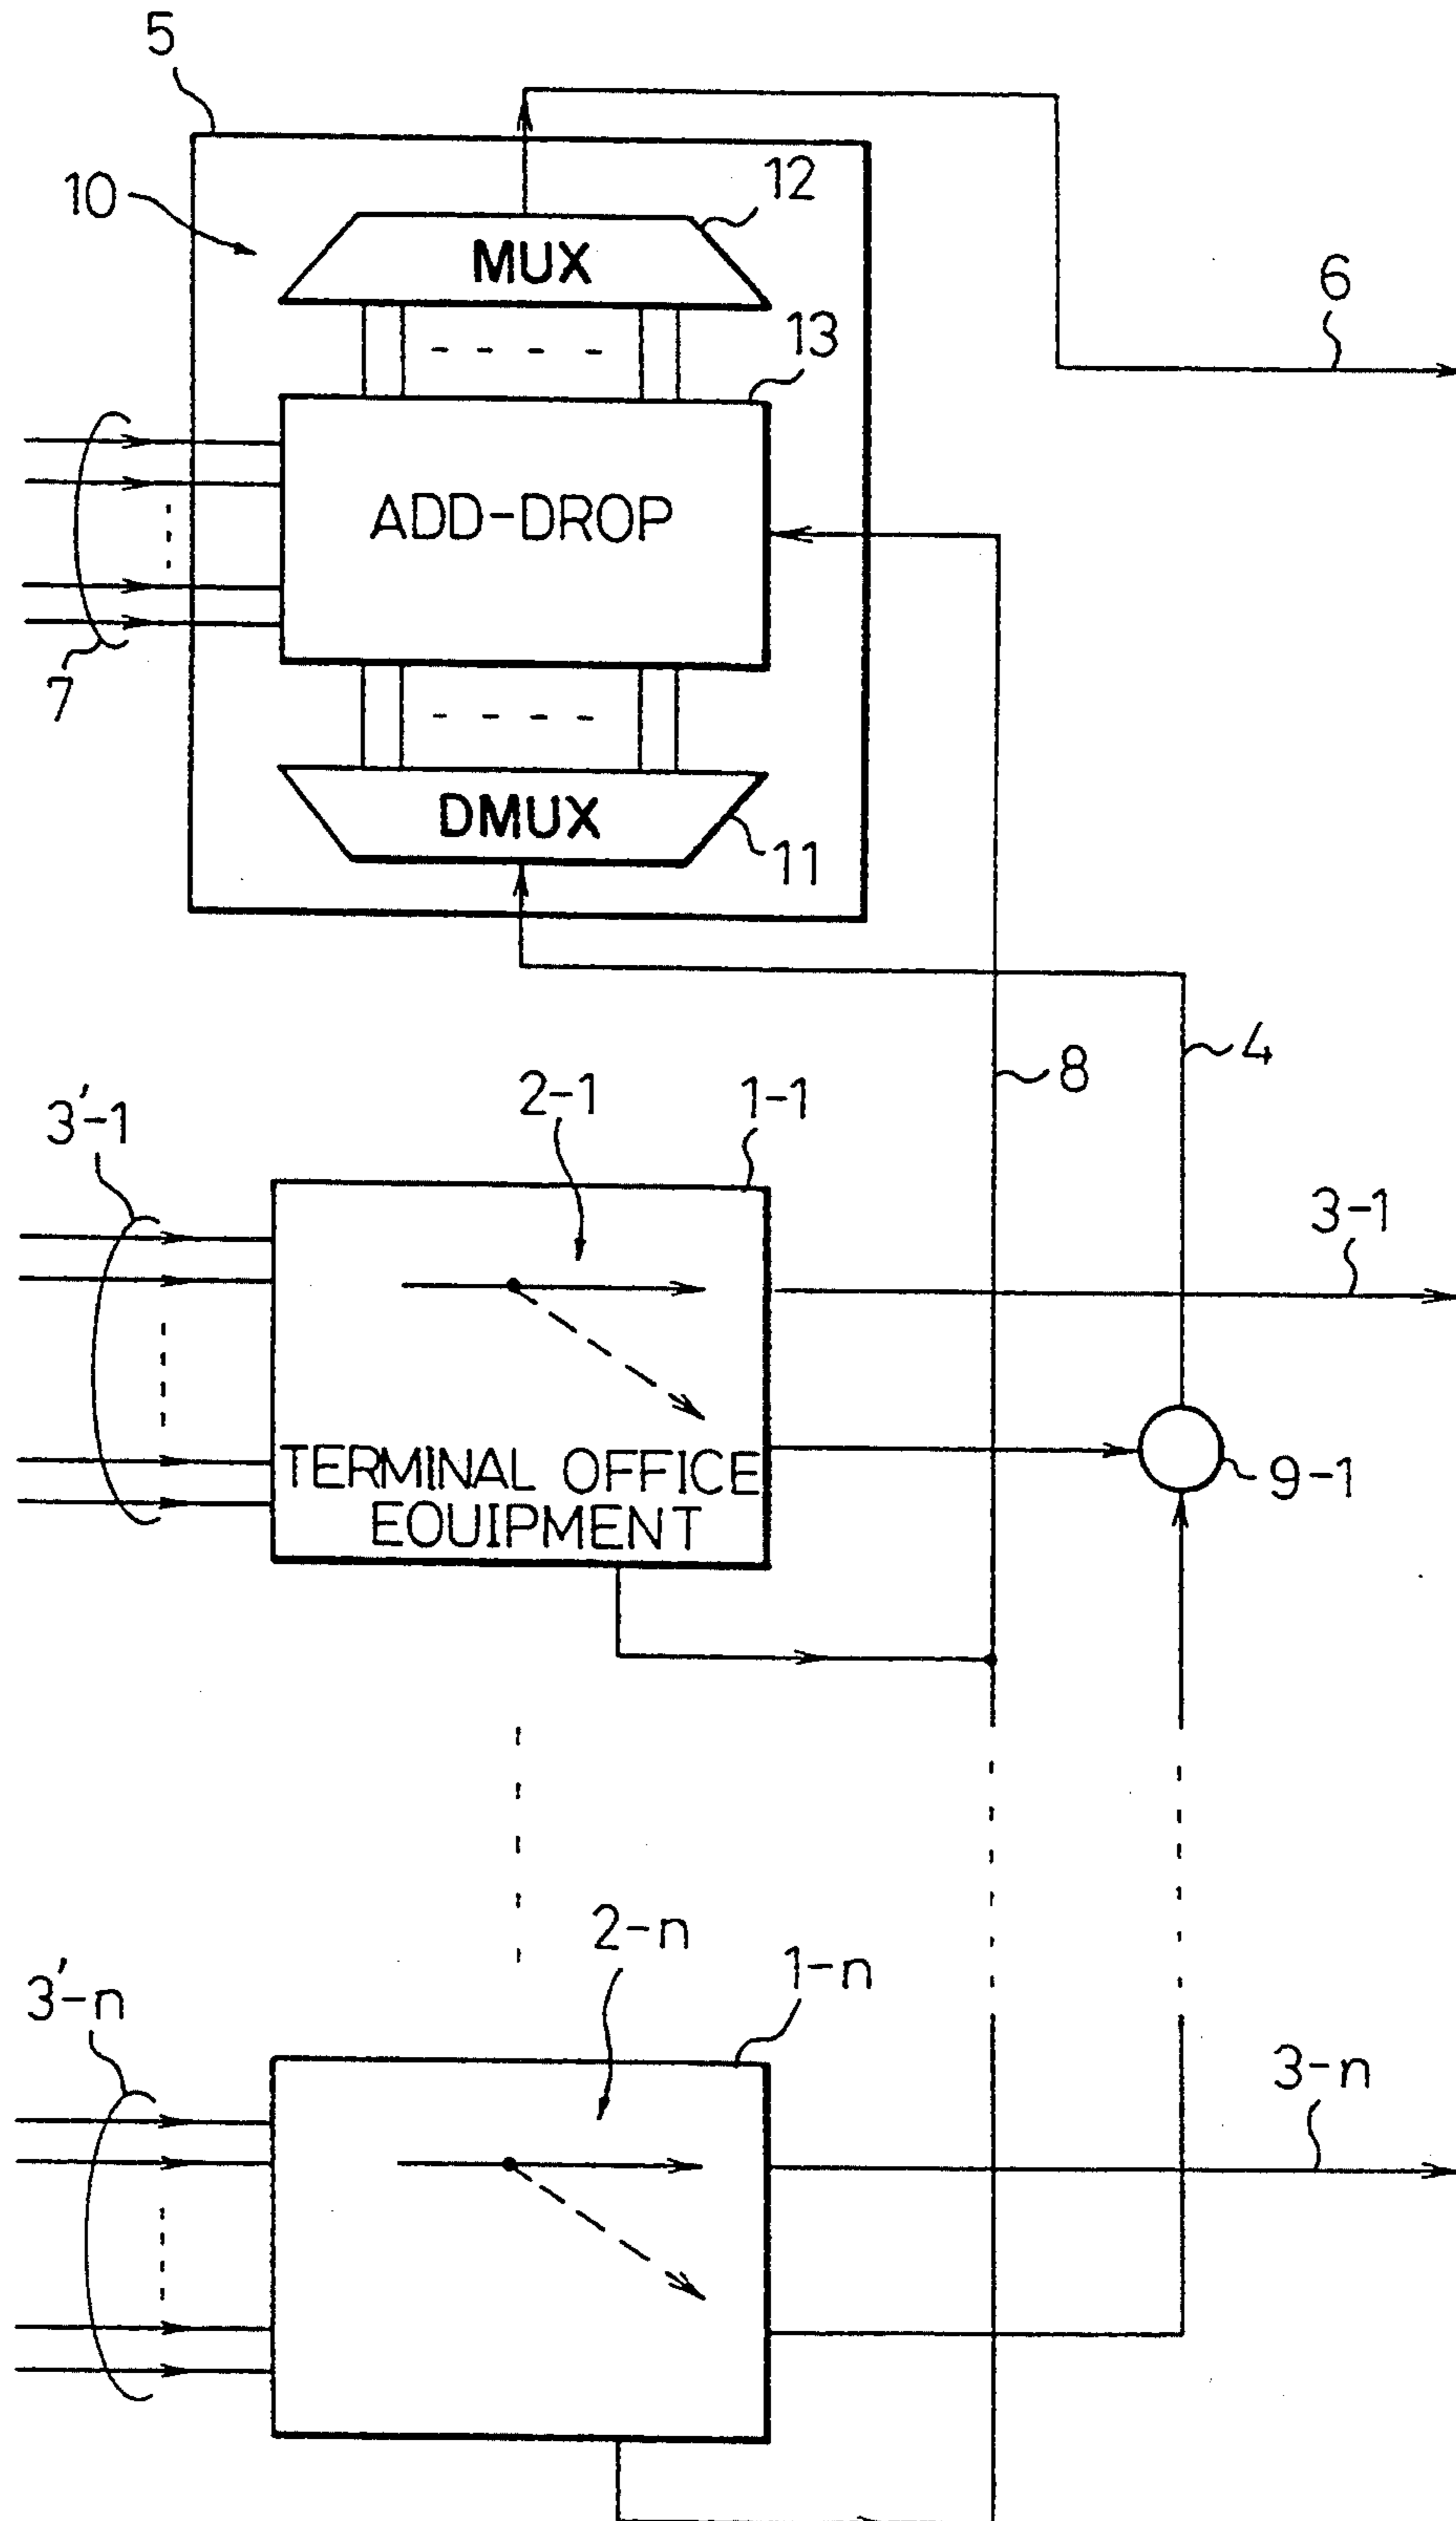 5
10
12
MUX
6
13
ADD-DROP
7
DMUX
11
8
4
3'-1
2-1
1-1
3-1
TERMINAL OFFICE
EOUIPMENT
9-1
2-n
1-n
3'-n
3-n